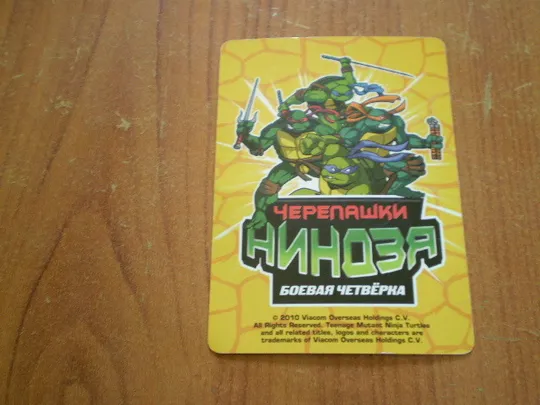 ЧЕРЕПАШКИ
НИНДЗЯ
БОЕВАЯ ЧЕТВЁРКА
© 2010 Viacom Overseas Holdings C.V.
All Rights Reserved. Teenage Mutant Ninja Turtles
and all related titles, logos and characters are
trademarks of Viacom Overseas Holdings C.V.